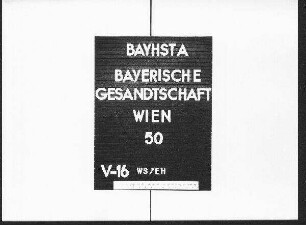 BAYHSTA
BAYERISCHE
GESANDTSCHAFT
WIEN
50
V-16 WS/EH